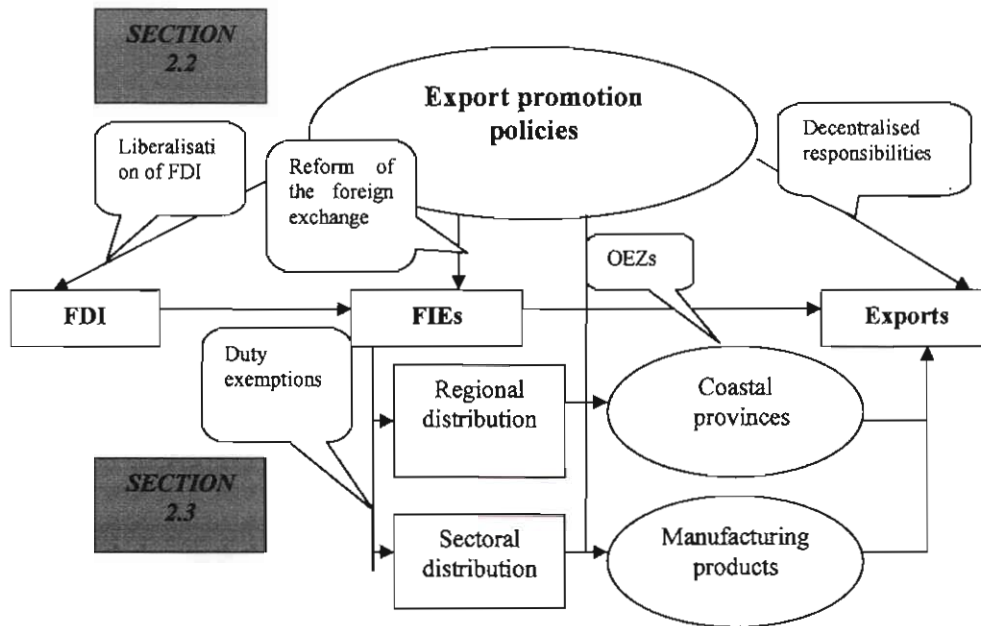 SECTION
2.2
Export promotion
policies
Liberalisati
on of FDI
Reform of
the foreign
exchange
Decentralised
responsibilities
OEZs
FDI
FIEs
Exports
Duty
exemptions
Regional
distribution
Coastal
provinces
SECTION
2.3
Sectoral
distribution
Manufacturing
products